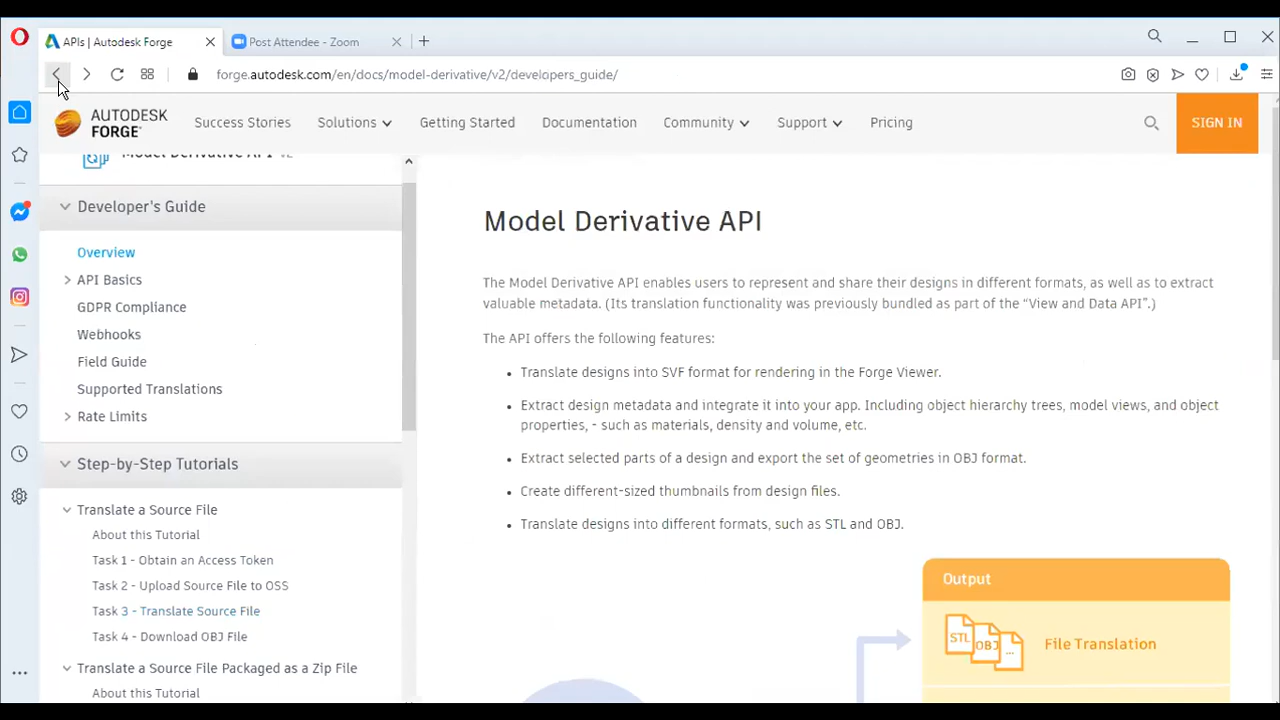 APIs | Autodesk Forge
Post Attendee - Zoom
forge.autodesk.com/en/docs/model-derivative/v2/developers_guide/
AUTODESK FORGE
Success Stories
Solutions
Getting Started
Documentation
Community
Support
Pricing
SIGN IN
Model Derivative API v2
Developer's Guide
Overview
API Basics
GDPR Compliance
Webhooks
Field Guide
Supported Translations
Rate Limits
Step-by-Step Tutorials
Translate a Source File
About this Tutorial
Task 1 - Obtain an Access Token
Task 2 - Upload Source File to OSS
Task 3 - Translate Source File
Task 4 - Download OBJ File
Translate a Source File Packaged as a Zip File
About this Tutorial
Model Derivative API
The Model Derivative API enables users to represent and share their designs in different formats, as well as to extract
valuable metadata. (Its translation functionality was previously bundled as part of the “View and Data API”.)
The API offers the following features:
• Translate designs into SVF format for rendering in the Forge Viewer.
• Extract design metadata and integrate it into your app. Including object hierarchy trees, model views, and object
properties, - such as materials, density and volume, etc.
• Extract selected parts of a design and export the set of geometries in OBJ format.
• Create different-sized thumbnails from design files.
• Translate designs into different formats, such as STL and OBJ.
Output
STL
OBJ
...
File Translation